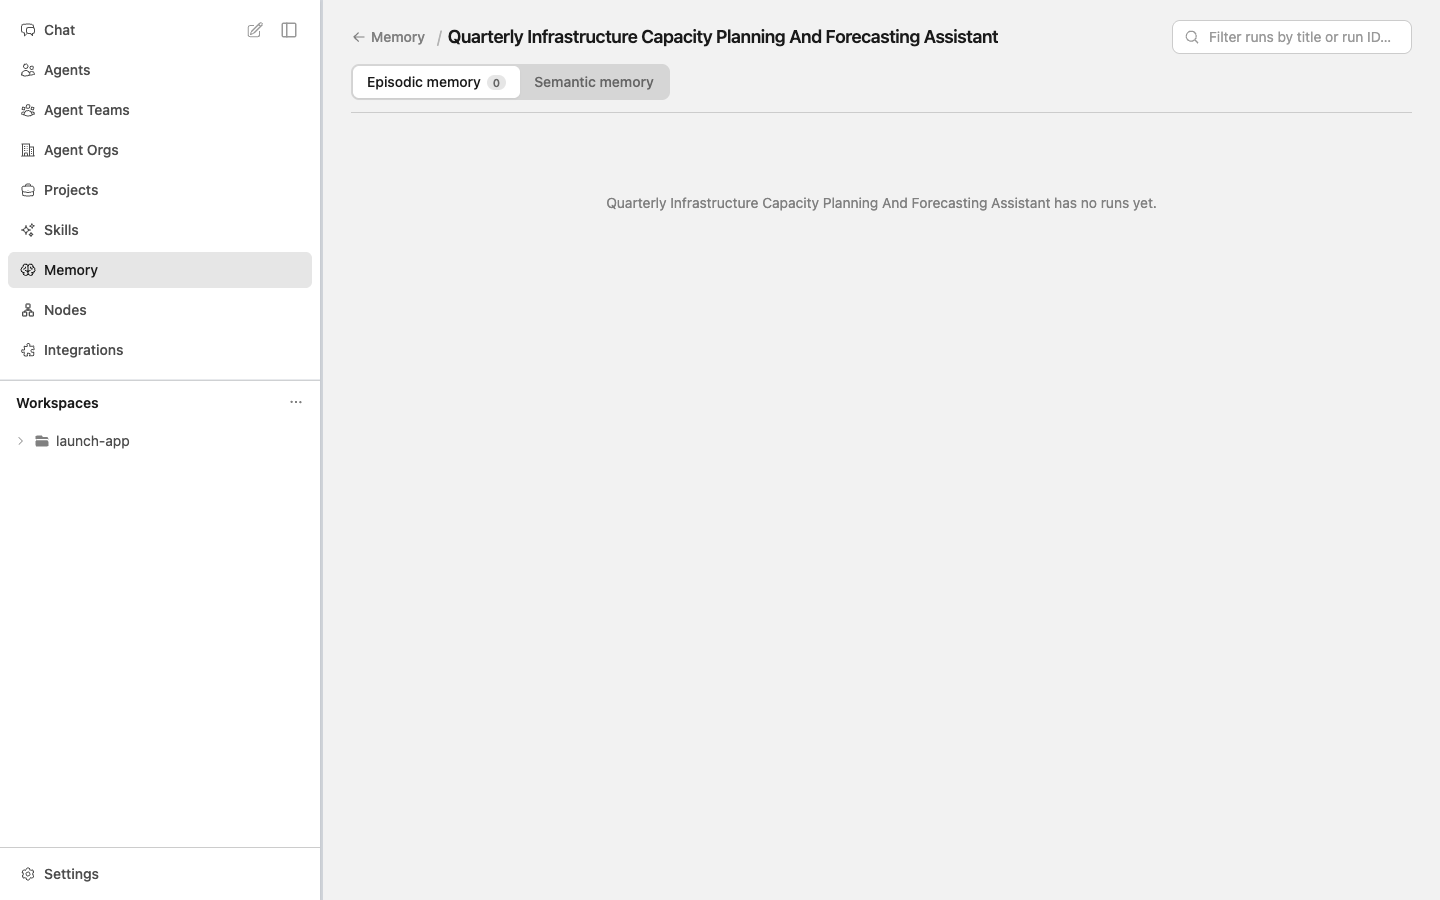 Chat
Agents
Agent Teams
Agent Orgs
Projects
Skills
Memory
Nodes
Integrations
Workspaces
launch-app
Settings
Memory / Quarterly Infrastructure Capacity Planning And Forecasting Assistant
Filter runs by title or run ID...
Episodic memory 0
Semantic memory
Quarterly Infrastructure Capacity Planning And Forecasting Assistant has no runs yet.